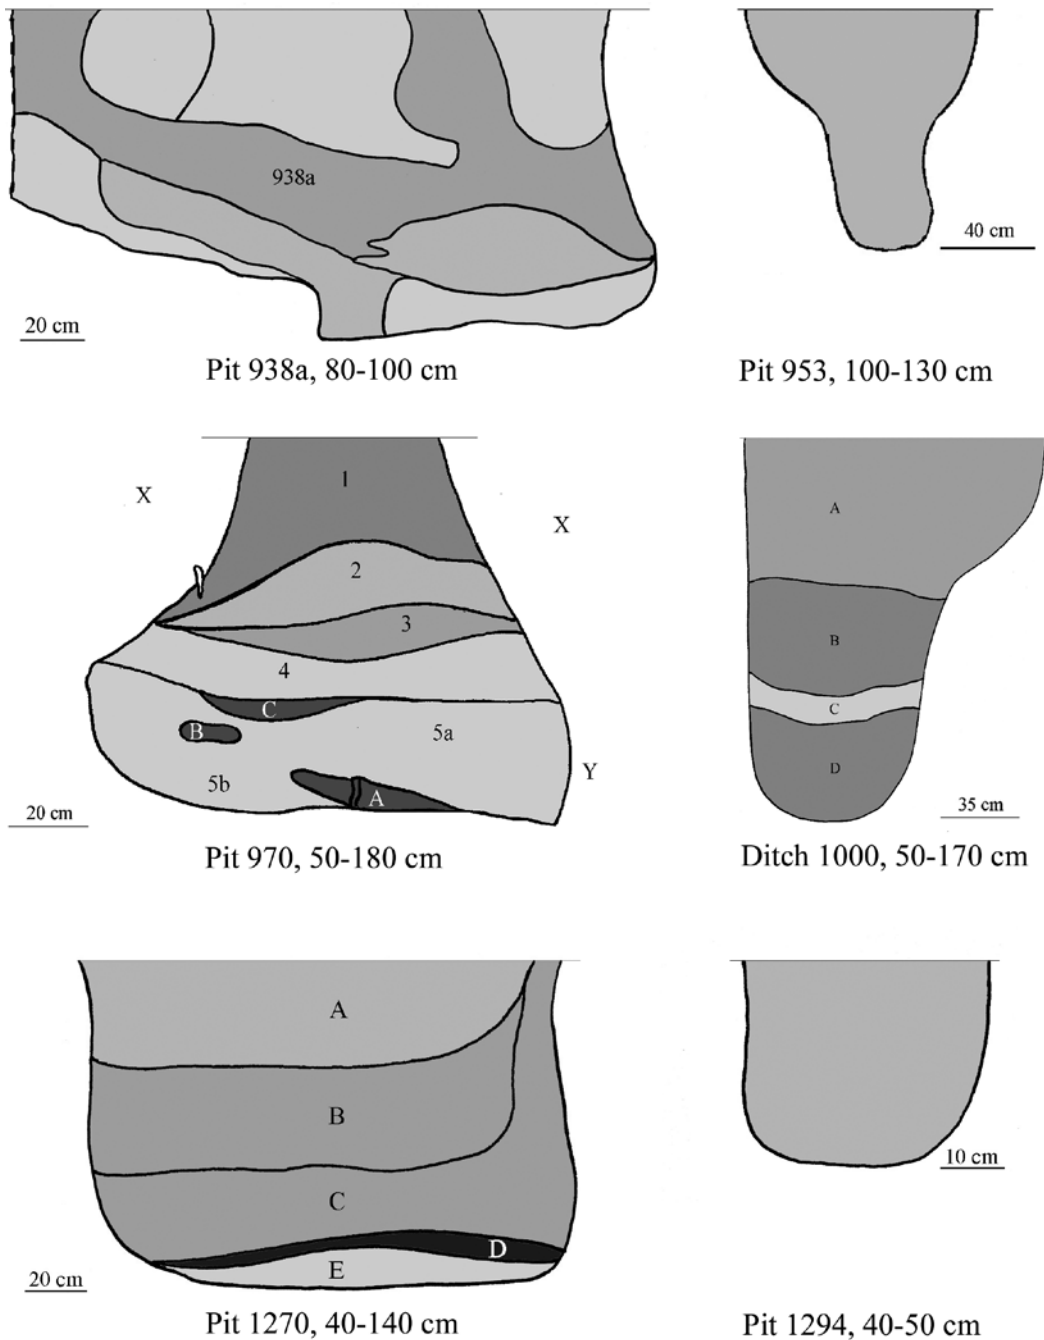 938a
20 cm
Pit 938a, 80-100 cm
40 cm
Pit 953, 100-130 cm
X
1
X
2
3
4
C
B
5a
5b
A
Y
20 cm
Pit 970, 50-180 cm
A
B
C
D
35 cm
Ditch 1000, 50-170 cm
A
B
C
D
E
20 cm
Pit 1270, 40-140 cm
10 cm
Pit 1294, 40-50 cm